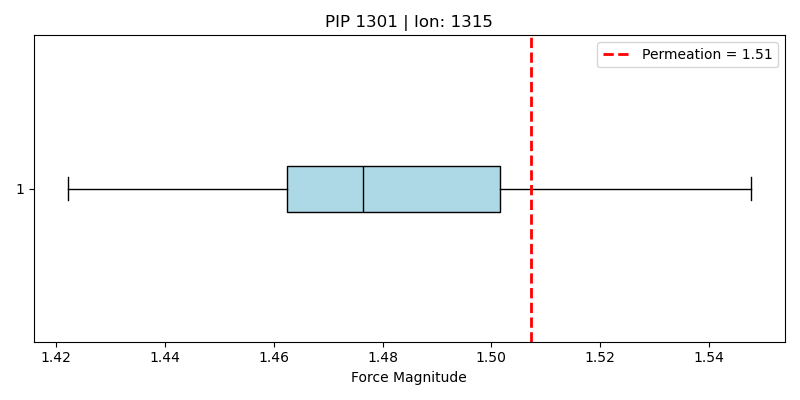 PIP 1301 | Ion: 1315
Permeation = 1.51
1
1.42 1.44 1.46 1.48 1.50 1.52 1.54
Force Magnitude